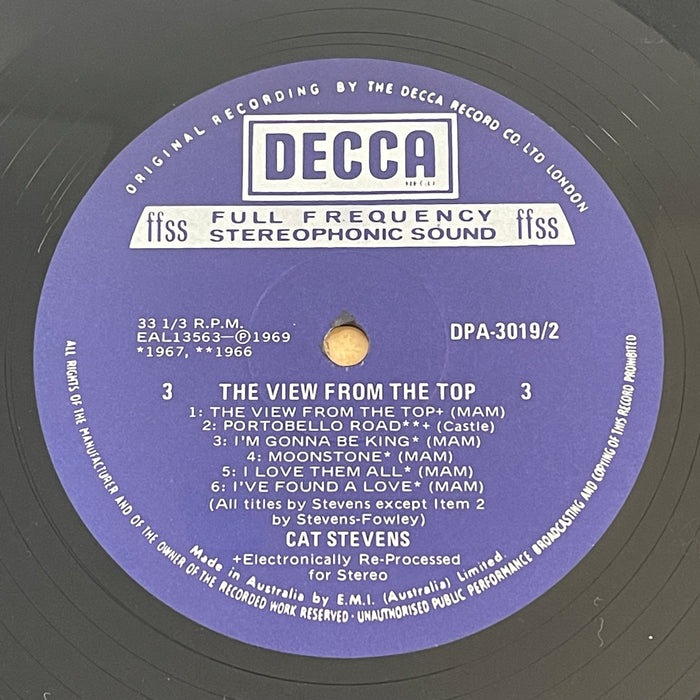 ORIGINAL RECORDING BY THE DECCA RECORD CO. LTD LONDON
DECCA
ffss FULL FREQUENCY ffss
STEREOPHONIC SOUND
33 1/3 R.P.M.
EAL13563—Ⓟ1969
*1967, **1966
DPA-3019/2
3 THE VIEW FROM THE TOP 3
1: THE VIEW FROM THE TOP+ (MAM)
2: PORTOBELLO ROAD**+ (Castle)
3: I'M GONNA BE KING* (MAM)
4: MOONSTONE* (MAM)
5: I LOVE THEM ALL* (MAM)
6: I'VE FOUND A LOVE* (MAM)
(All titles by Stevens except Item 2
by Stevens-Fowley)
CAT STEVENS
+Electronically Re-Processed
for Stereo
Made in Australia by E.M.I. (Australia) Limited.
ALL RIGHTS OF THE MANUFACTURER AND OF THE OWNER OF THE RECORDED WORK RESERVED · UNAUTHORISED PUBLIC PERFORMANCE BROADCASTING AND COPYING OF THIS RECORD PROHIBITED